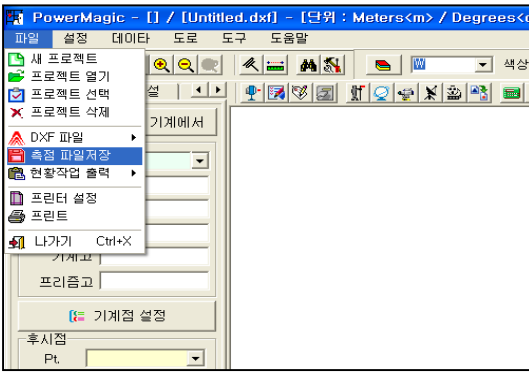 PowerMagic - [] / [Untitled.dxf] - [단위 : Meters<m> / Degrees<
파일 설정 데이타 도로 도구 도움말
새 프로젝트
프로젝트 열기
프로젝트 선택
프로젝트 삭제
DXF 파일
측점 파일저장
현황작업 출력
프린터 설정
프린트
나가기 Ctrl+X
색상
설
기계에서
기계고
프리즘고
기계점 설정
후시점
Pt.